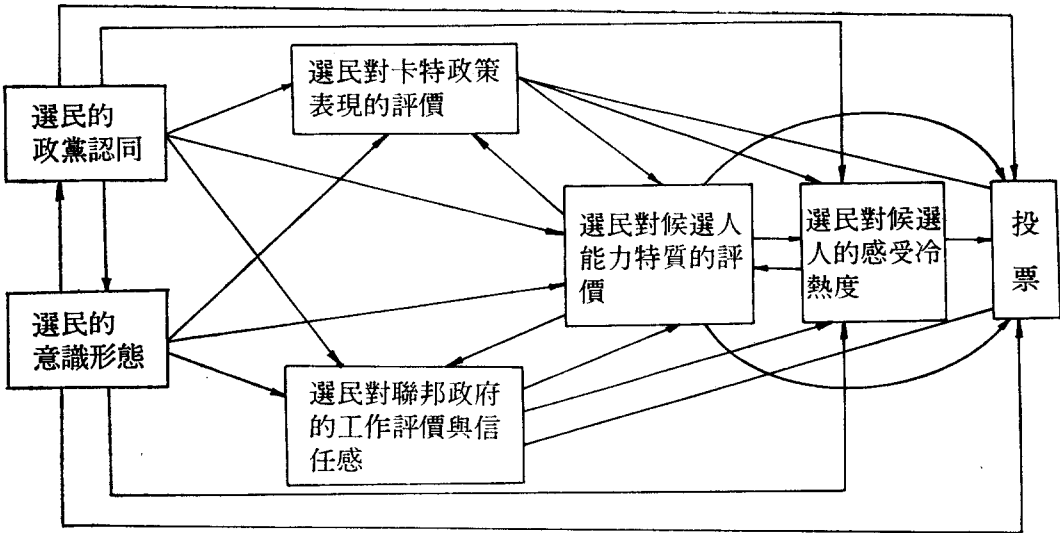 選民對卡特政策
表現的評價
選民的
政黨認同
選民對候選人
能力特質的評
價
選民對候選
人的感受冷
熱度
投
票
選民的
意識形態
選民對聯邦政府
的工作評價與信
任感